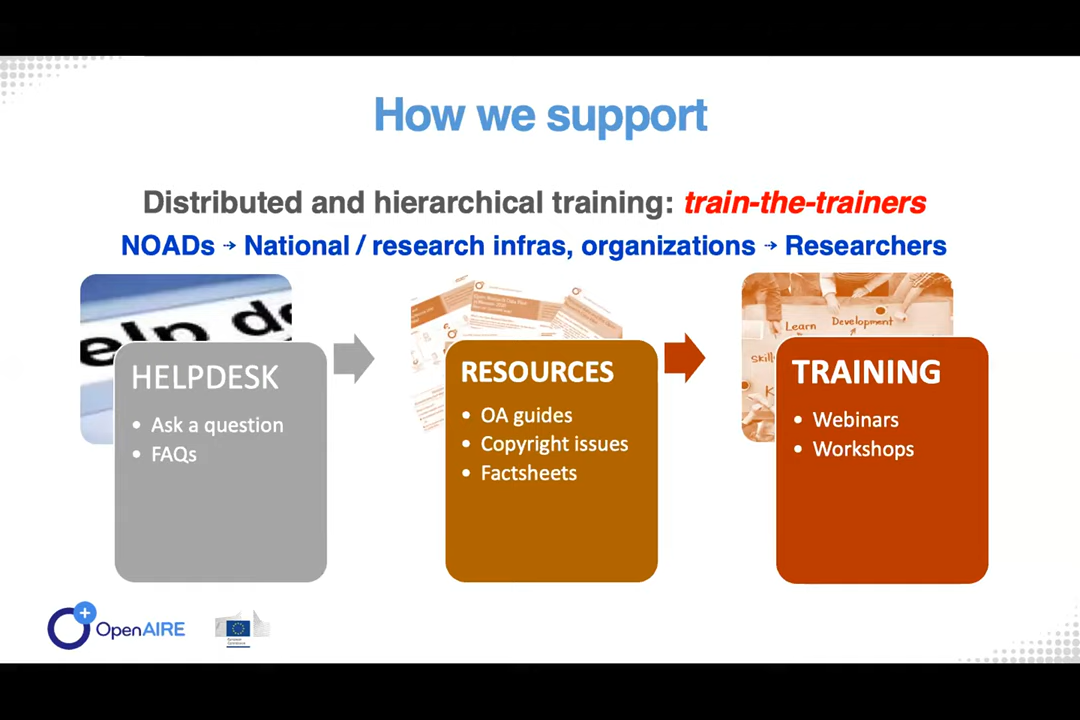 How we support
Distributed and hierarchical training: train-the-trainers
NOADs → National / research infras, organizations → Researchers
HELPDESK
• Ask a question
• FAQs
RESOURCES
• OA guides
• Copyright issues
• Factsheets
Learn Development
TRAINING
• Webinars
• Workshops
OpenAIRE